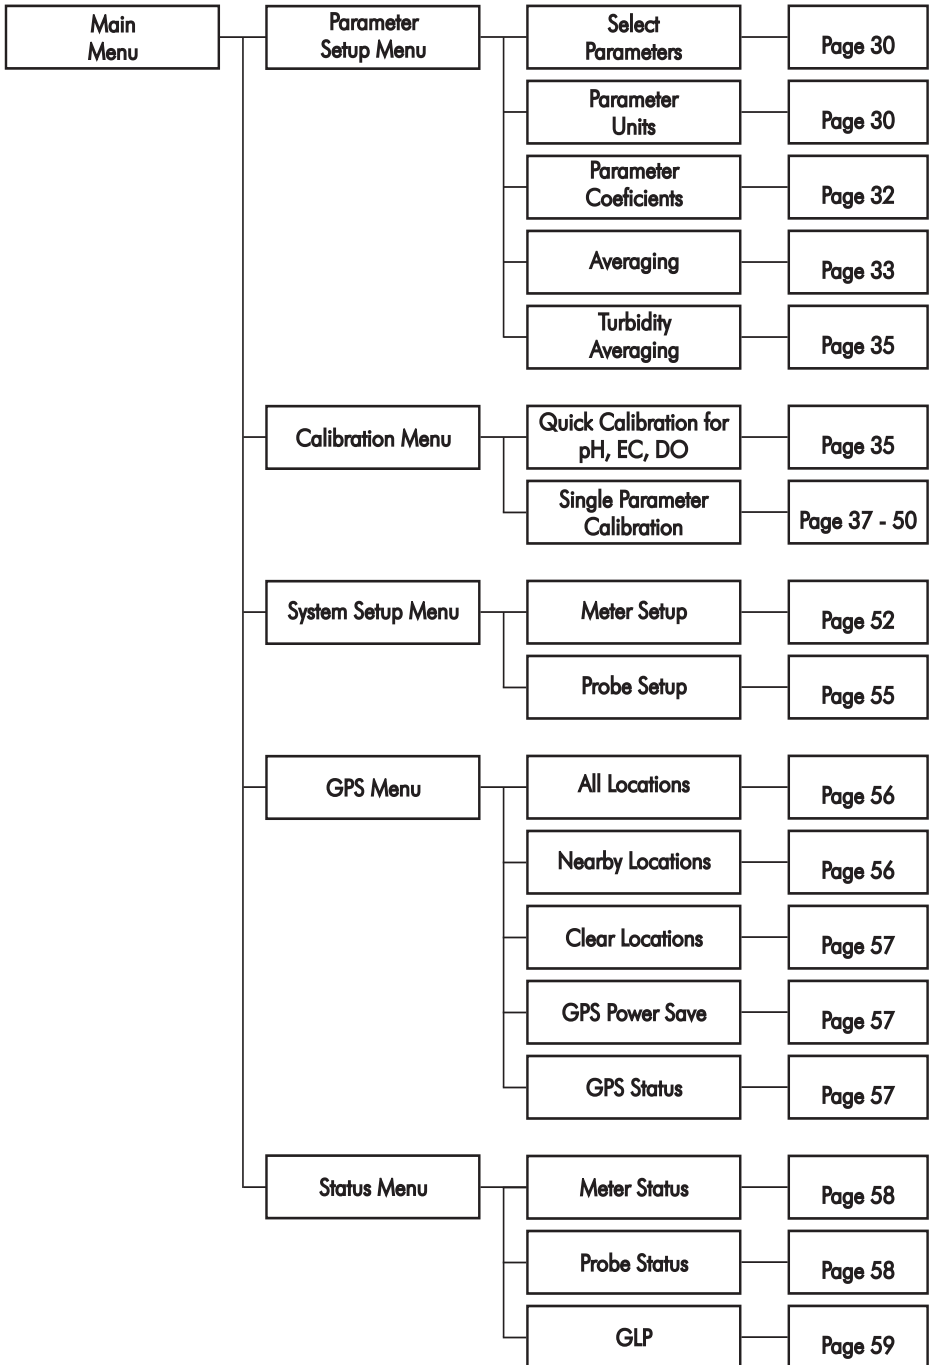 Main
Menu
Parameter
Setup Menu
Select
Parameters
Page 30
Parameter
Units
Page 30
Parameter
Coeficients
Page 32
Averaging
Page 33
Turbidity
Averaging
Page 35
Calibration Menu
Quick Calibration for
pH, EC, DO
Page 35
Single Parameter
Calibration
Page 37 - 50
System Setup Menu
Meter Setup
Page 52
Probe Setup
Page 55
GPS Menu
All Locations
Page 56
Nearby Locations
Page 56
Clear Locations
Page 57
GPS Power Save
Page 57
GPS Status
Page 57
Status Menu
Meter Status
Page 58
Probe Status
Page 58
GLP
Page 59